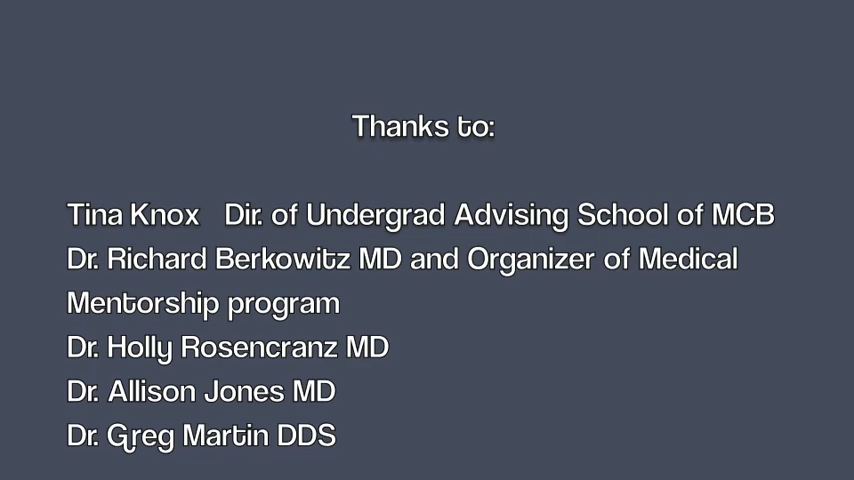 Thanks to:
Tina Knox   Dir. of Undergrad Advising School of MCB
Dr. Richard Berkowitz MD and Organizer of Medical
Mentorship program
Dr. Holly Rosencranz MD
Dr. Allison Jones MD
Dr. Greg Martin DDS